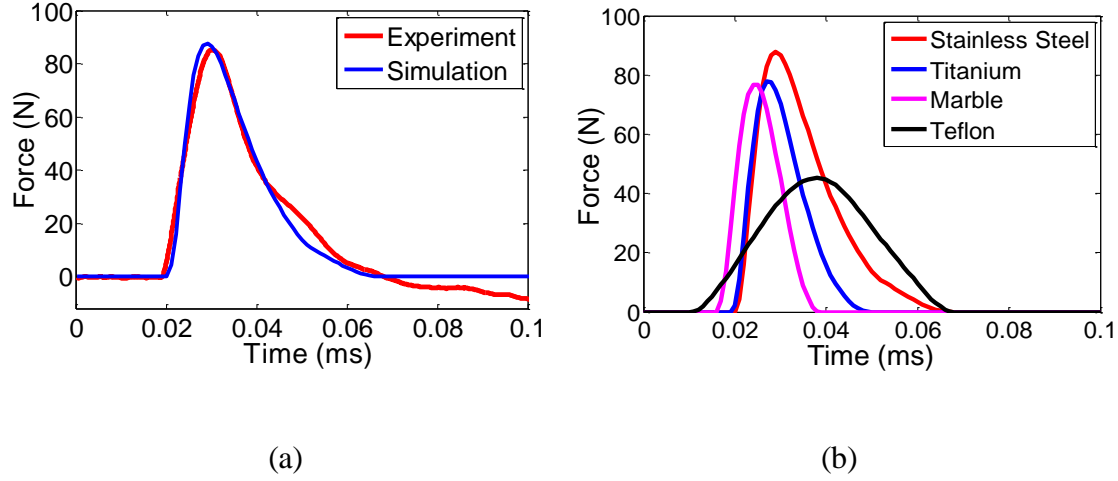 100
80
60
40
20
0
Force (N)
Experiment
Simulation
0
0.02
0.04
0.06
0.08
0.1
Time (ms)
(a)
100
80
60
40
20
0
Force (N)
Stainless Steel
Titanium
Marble
Teflon
0
0.02
0.04
0.06
0.08
0.1
Time (ms)
(b)